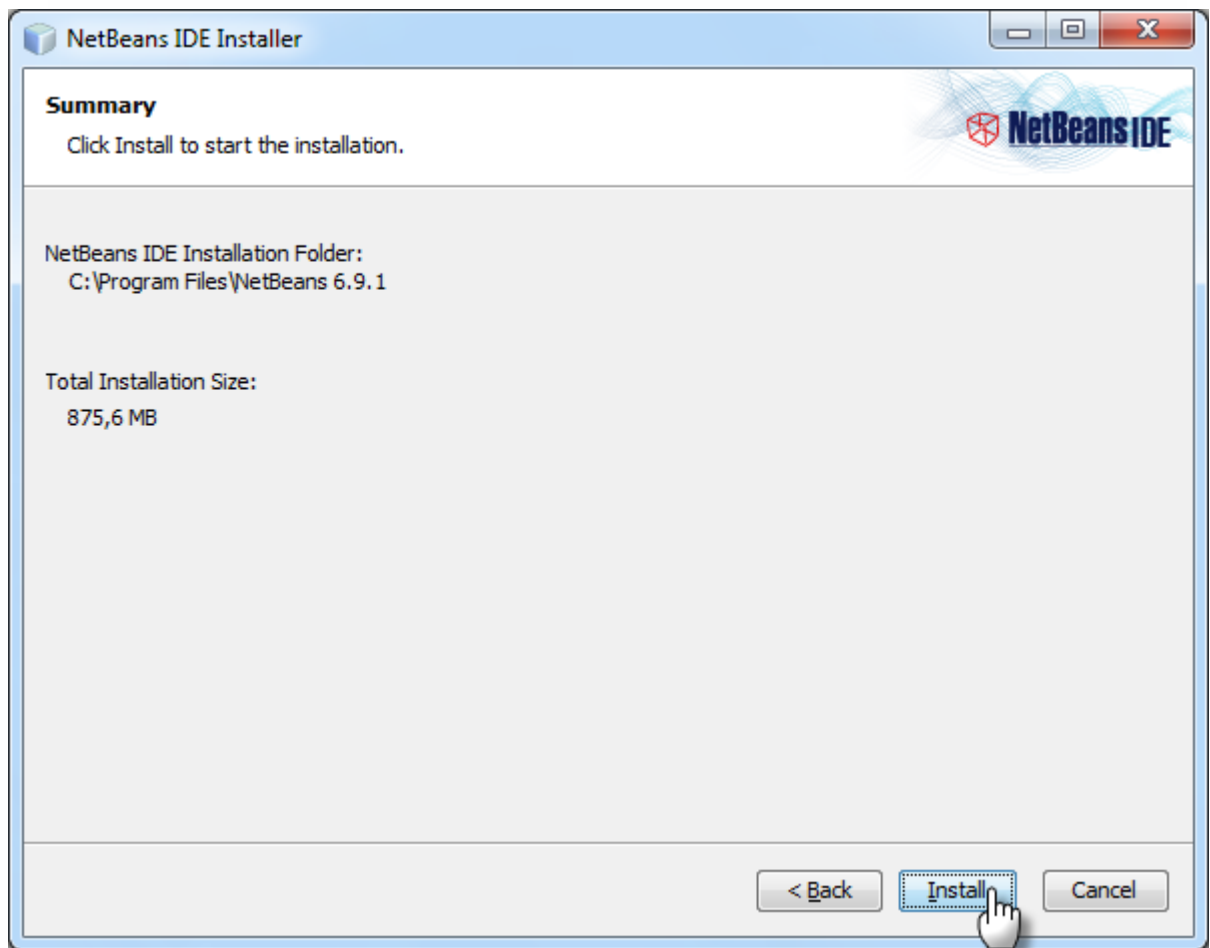 NetBeans IDE Installer
Summary
Click Install to start the installation.
NetBeans IDE
NetBeans IDE Installation Folder:
C:\Program Files\NetBeans 6.9.1
Total Installation Size:
875,6 MB
< Back
Install
Cancel